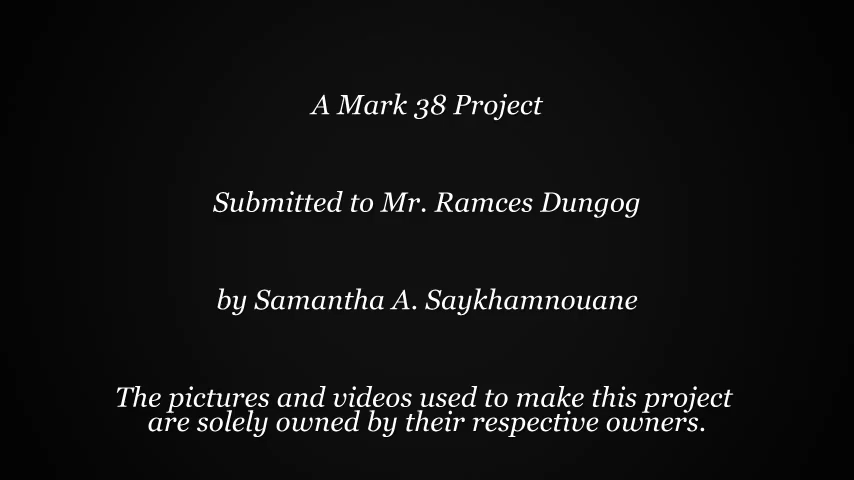 A Mark 38 Project
Submitted to Mr. Ramces Dungog
by Samantha A. Saykhamnouane
The pictures and videos used to make this project
are solely owned by their respective owners.